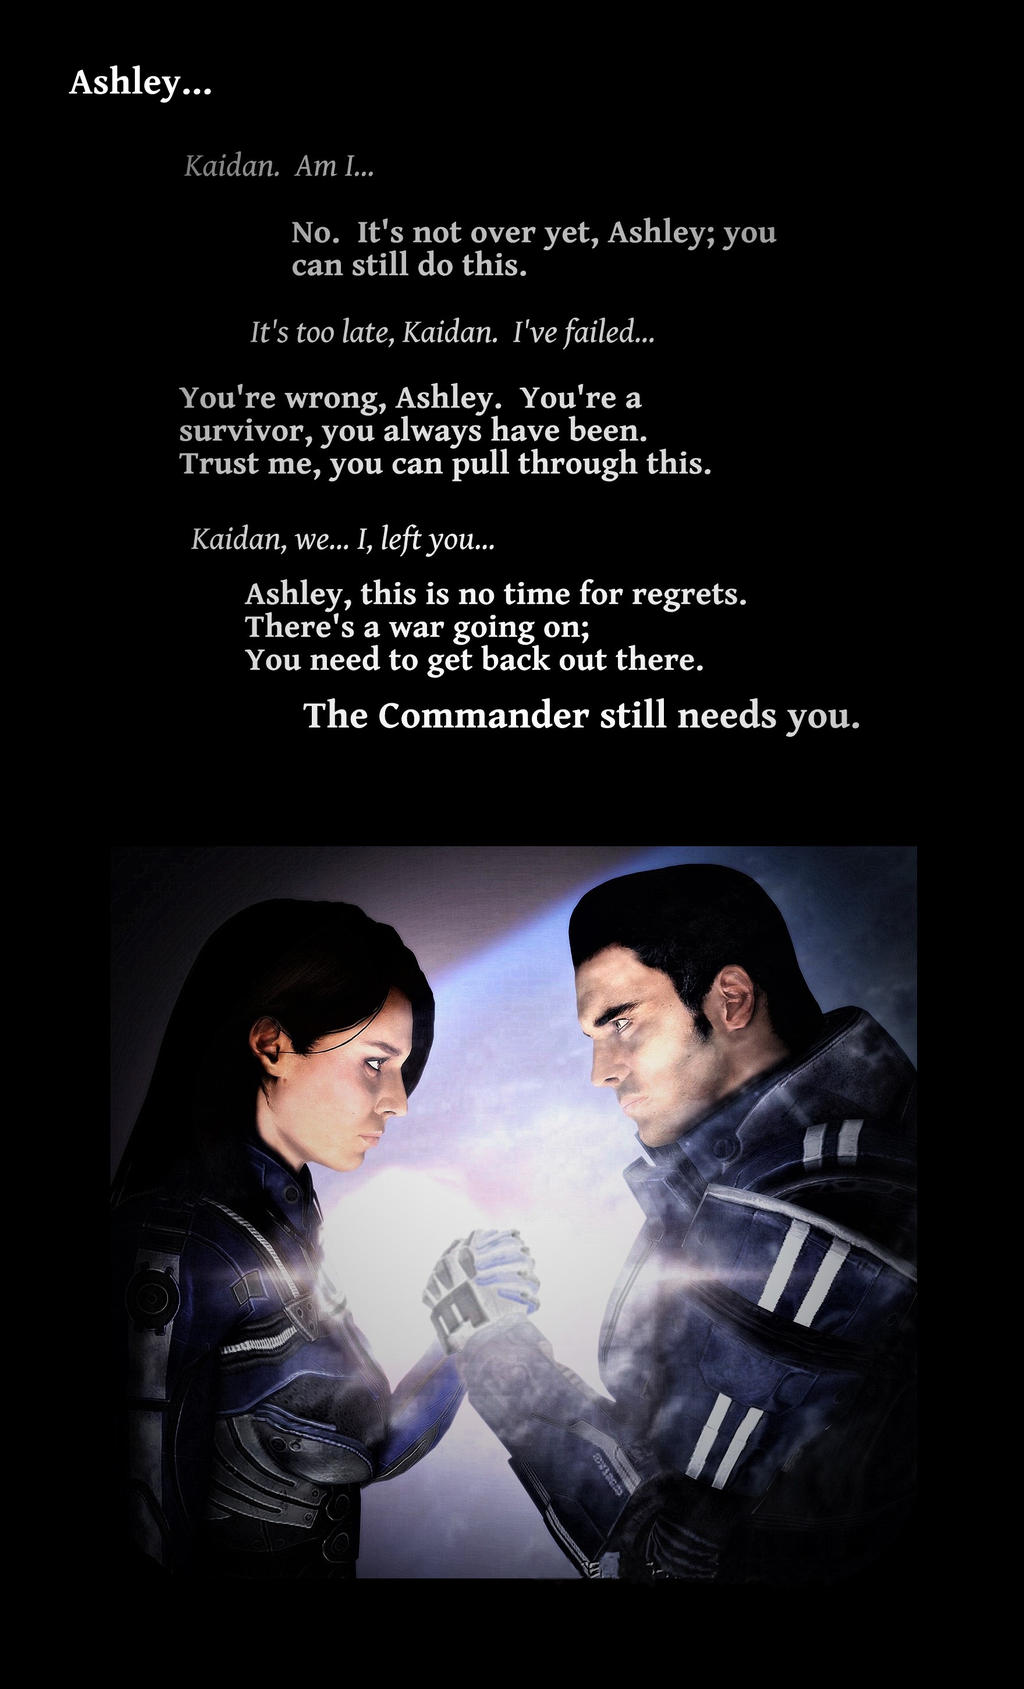 Ashley...
Kaidan.  Am I...
No.  It's not over yet, Ashley; you
can still do this.
It's too late, Kaidan.  I've failed...
You're wrong, Ashley.  You're a
survivor, you always have been.
Trust me, you can pull through this.
Kaidan, we... I, left you...
Ashley, this is no time for regrets.
There's a war going on;
You need to get back out there.
The Commander still needs you.